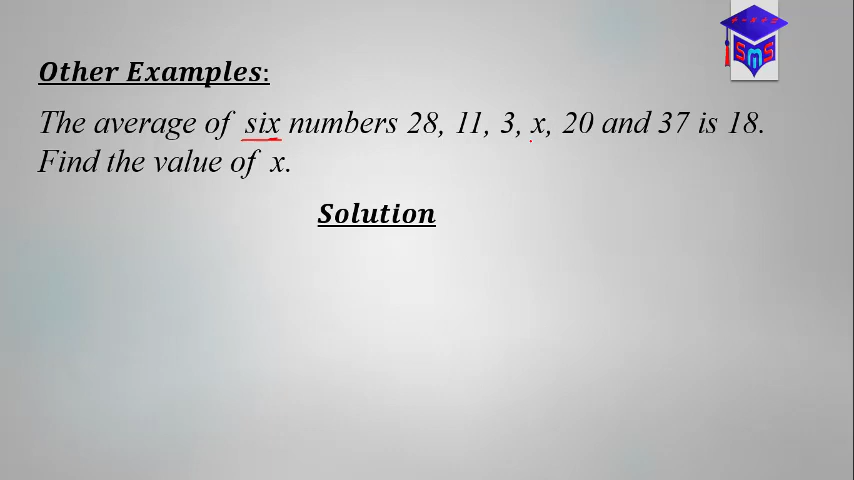 Other Examples:
The average of six numbers 28, 11, 3, x, 20 and 37 is 18.
Find the value of x.
Solution
SMS